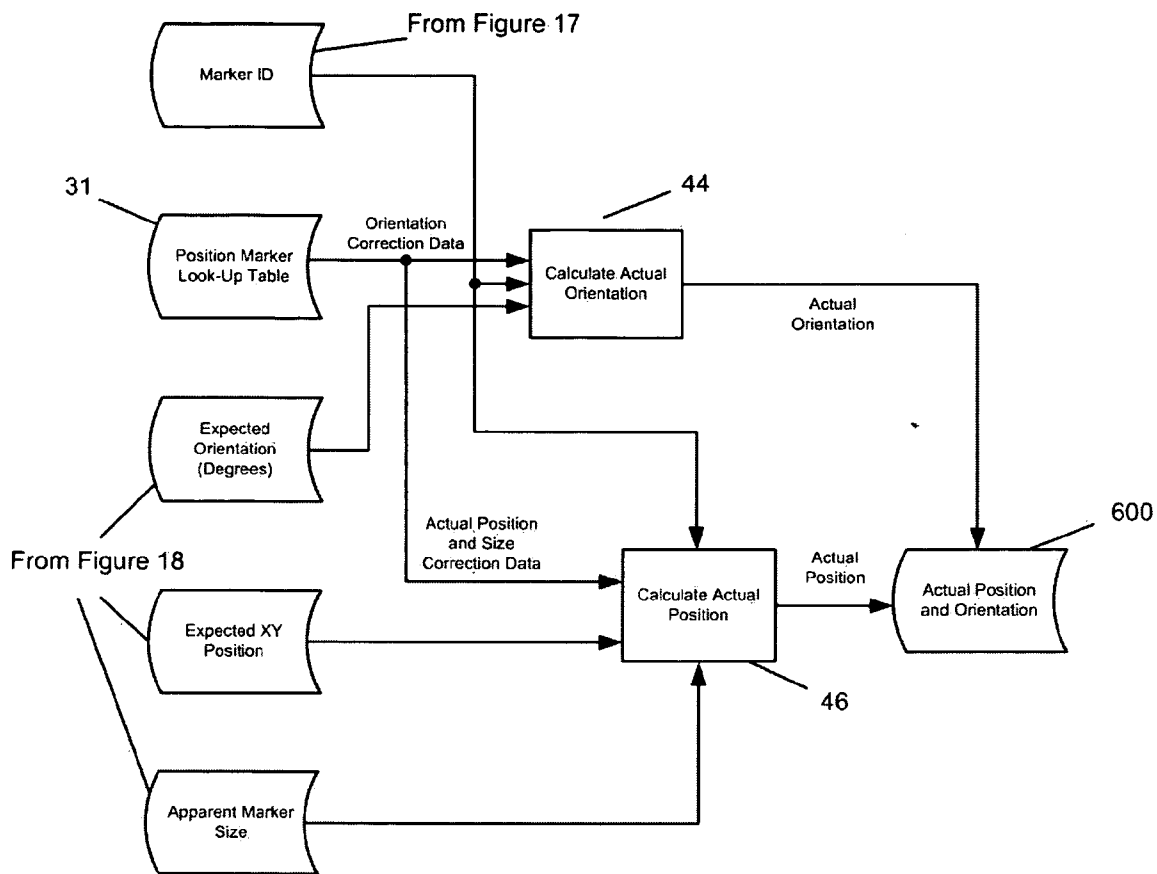 From Figure 17
Marker ID
31
Position Marker
Look-Up Table
Orientation
Correction Data
44
Calculate Actual
Orientation
Actual
Orientation
Expected
Orientation
(Degrees)
From Figure 18
Actual Position
and Size
Correction Data
Expected XY
Position
Calculate Actual
Position
46
Actual
Position
600
Actual Position
and Orientation
Apparent Marker
Size